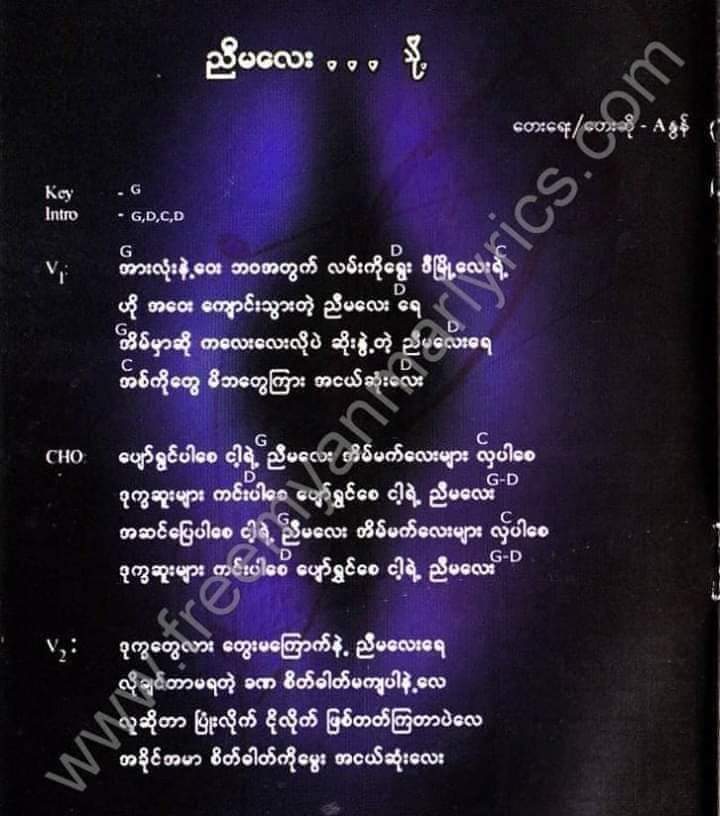 ညီမလေး . . . သို့
တေးရေး/တေးဆို - A နွန်
Key - G
Intro - G,D,C,D
G D C
V₁: အားလုံးနဲ့ဝေး ဘဝအတွက် လမ်းကိုရွေး ဒီမြို့လေးရဲ့
D
ဟို အဝေး ကျောင်းသွားတဲ့ ညီမလေး ရေ
G D
အိမ်မှာဆို ကလေးလေးလိုပဲ ဆိုးနွဲ့တဲ့ ညီမလေးရေ
C D
အစ်ကိုတွေ မိဘတွေကြား အငယ်ဆုံးလေး
G C
CHO: ပျော်ရွင်ပါစေ ငါ့ရဲ့ ညီမလေး အိမ်မက်လေးများ လှပါစေ
D G-D
ဒုက္ခဆူးများ ကင်းပါစေ ပျော်ရွှင်စေ ငါ့ရဲ့ ညီမလေး
G C
အဆင်ပြေပါစေ ငါ့ရဲ့ ညီမလေး အိမ်မက်လေးများ လှပါစေ
D G-D
ဒုက္ခဆူးများ ကင်းပါစေ ပျော်ရွှင်စေ ငါ့ရဲ့ ညီမလေး
V₂: ဒုက္ခတွေလား တွေးမကြောက်နဲ့ ညီမလေးရေ
လိုချင်တာမရတဲ့ ခဏ စိတ်ဓါတ်မကျပါနဲ့လေ
လူဆိုတာ ပြုံးလိုက် ငိုလိုက် ဖြစ်တတ်ကြတာပဲလေ
အခိုင်အမာ စိတ်ဓါတ်ကိုမွေး အငယ်ဆုံးလေး
www.freemyanmarlyrics.com